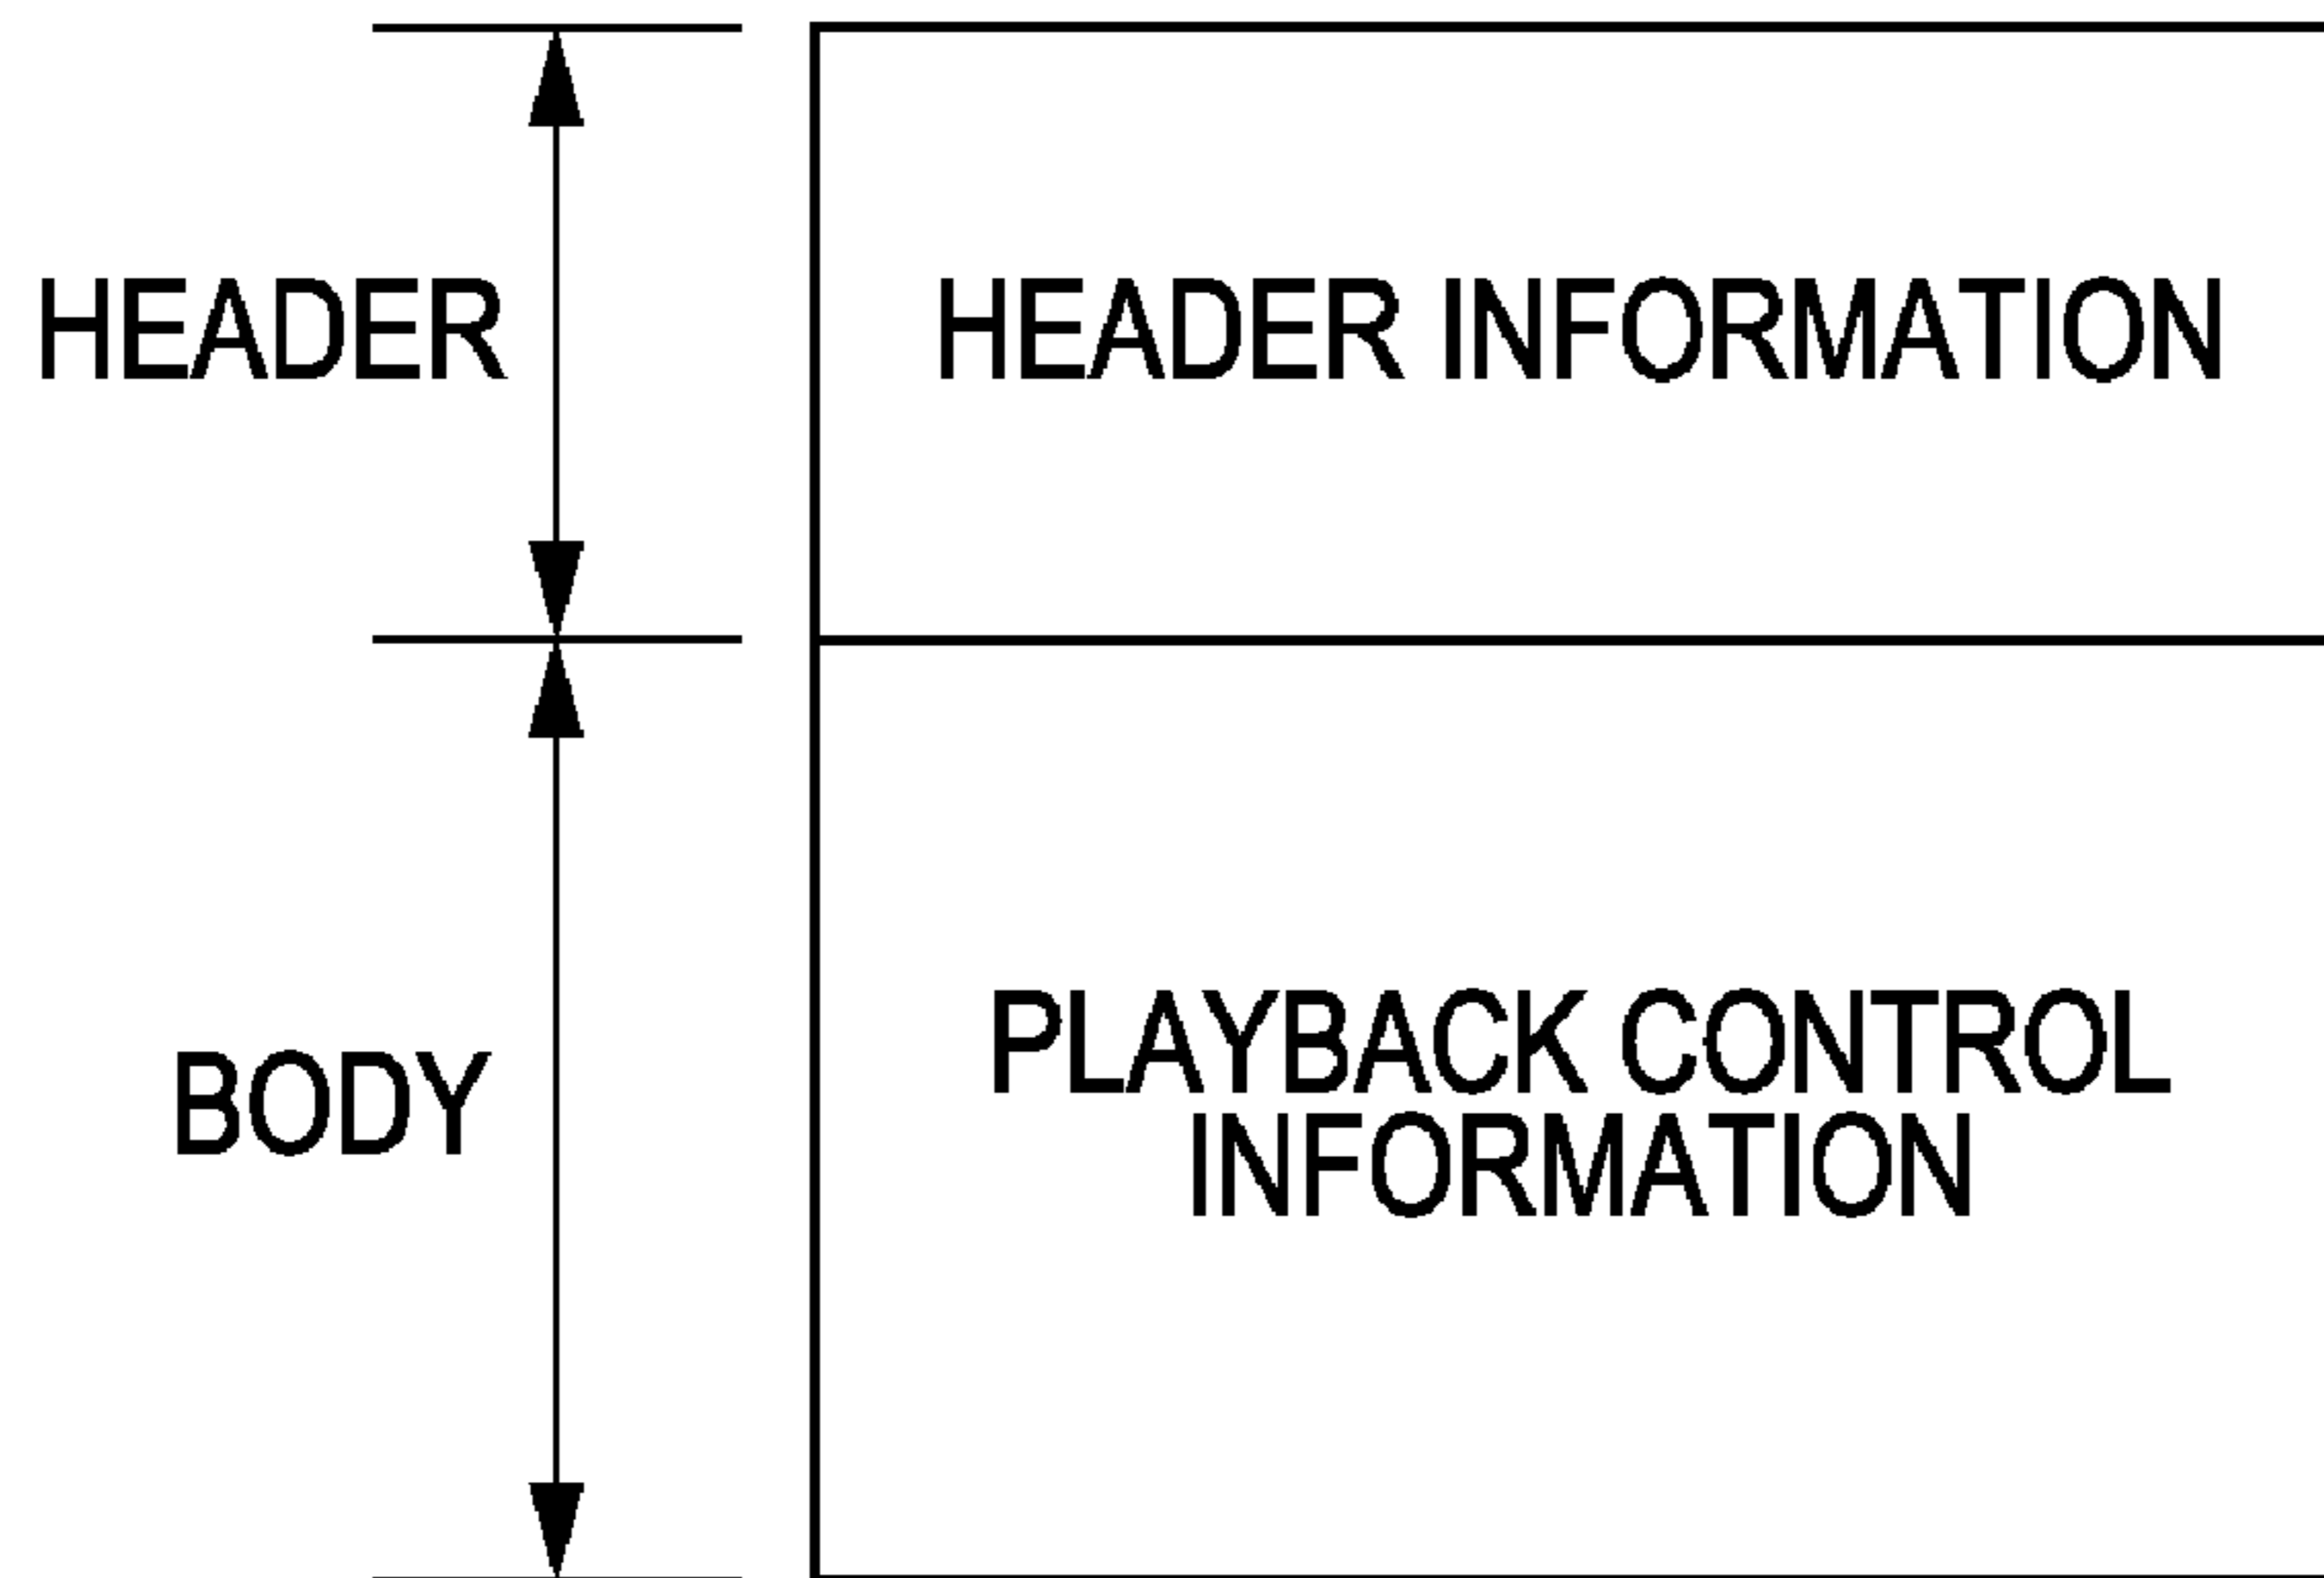 HEADER
HEADER INFORMATION
BODY
PLAYBACK CONTROL
INFORMATION